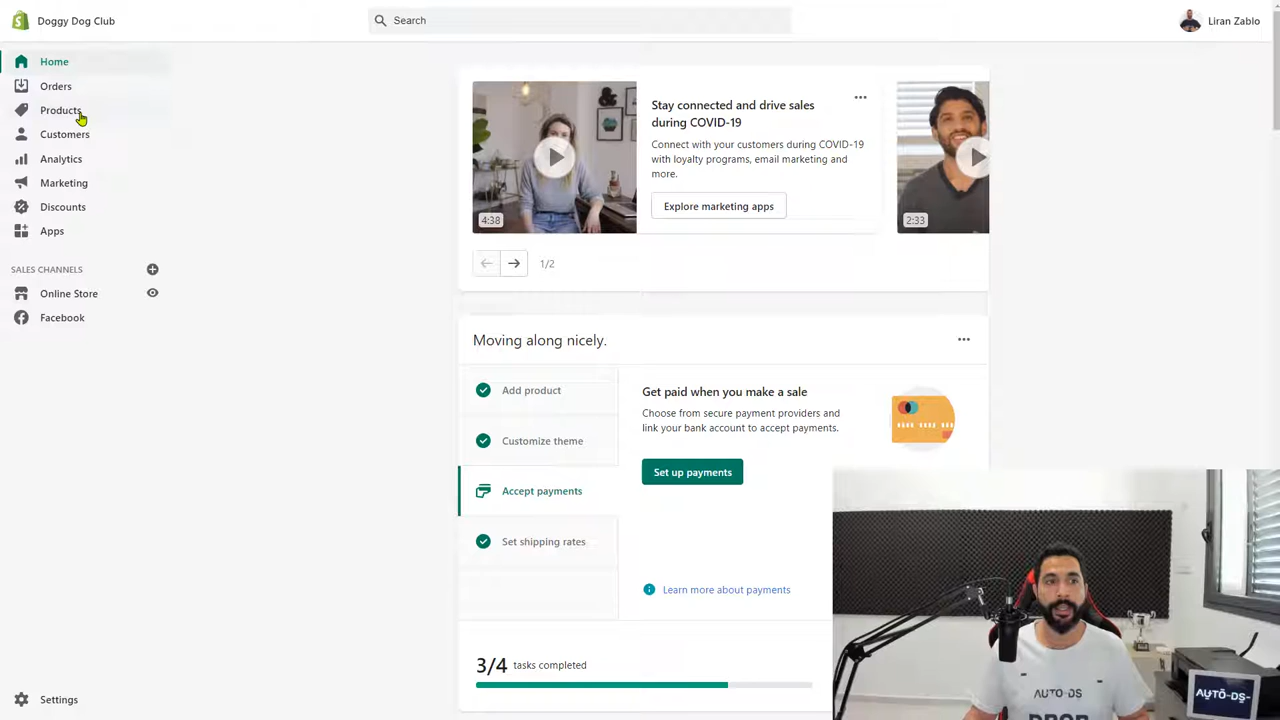 Doggy Dog Club
Search
Liran Zablo
Home
Orders
Products
Customers
Analytics
Marketing
Discounts
Apps
SALES CHANNELS
Online Store
Facebook
Settings
Stay connected and drive sales
during COVID-19
Connect with your customers during COVID-19
with loyalty programs, email marketing and
more.
Explore marketing apps
4:38
2:33
1/2
Moving along nicely.
Add product
Customize theme
Accept payments
Set shipping rates
Get paid when you make a sale
Choose from secure payment providers and
link your bank account to accept payments.
Set up payments
Learn more about payments
3/4 tasks completed
AUTO-DS
DROP
AUTO-DS